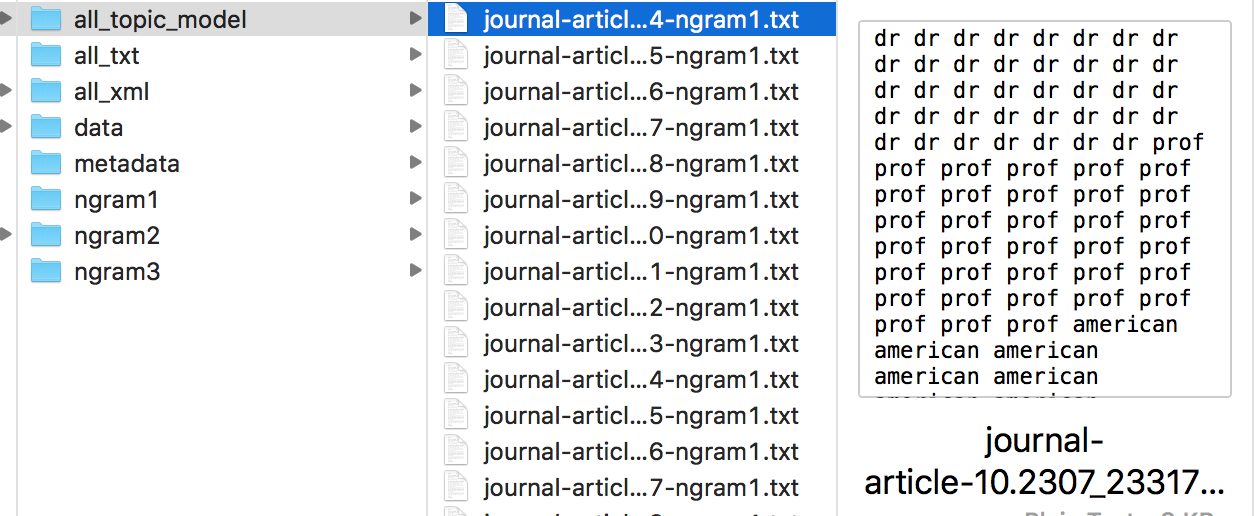 all_topic_model
all_txt
all_xml
data
metadata
ngram1
ngram2
ngram3
journal-articl...4-ngram1.txt
journal-articl...5-ngram1.txt
journal-articl...6-ngram1.txt
journal-articl...7-ngram1.txt
journal-articl...8-ngram1.txt
journal-articl...9-ngram1.txt
journal-articl...0-ngram1.txt
journal-articl...1-ngram1.txt
journal-articl...2-ngram1.txt
journal-articl...3-ngram1.txt
journal-articl...4-ngram1.txt
journal-articl...5-ngram1.txt
journal-articl...6-ngram1.txt
journal-articl...7-ngram1.txt
dr dr dr dr dr dr dr dr
dr dr dr dr dr dr dr dr
dr dr dr dr dr dr dr dr
dr dr dr dr dr dr dr dr
dr dr dr dr dr dr dr prof
prof prof prof prof prof
prof prof prof prof prof
prof prof prof prof prof
prof prof prof prof prof
prof prof prof prof prof
prof prof prof prof prof
prof prof prof american
american american
american american
journal-
article-10.2307_23317...